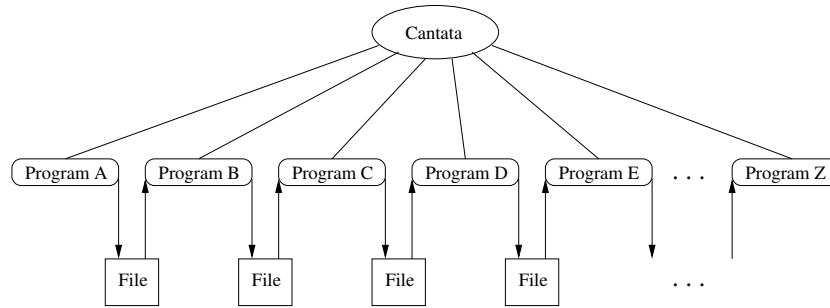 Cantata
Program A Program B Program C Program D Program E . . . Program Z
File File File File . . .